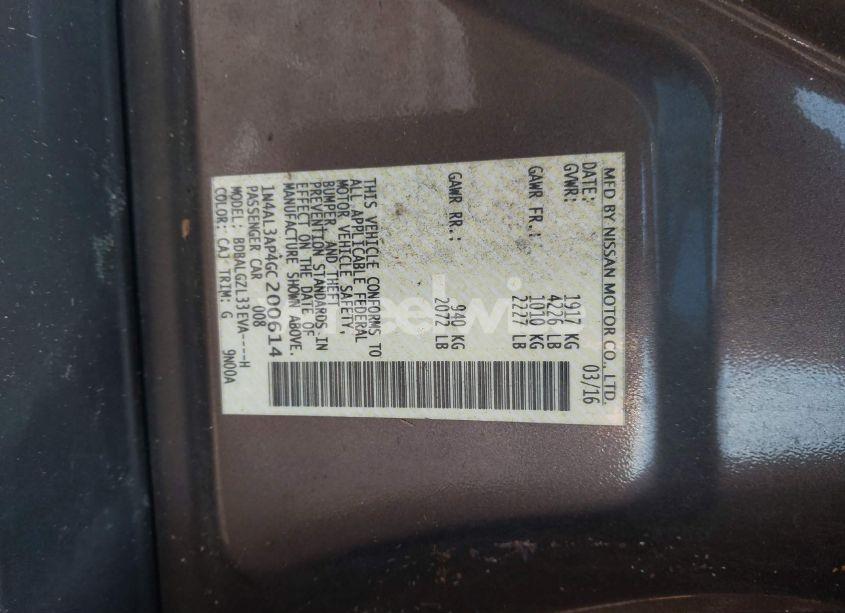 MFD BY NISSAN MOTOR CO., LTD.
DATE: 03/16
GVWR: 1917 KG
4226 LB
GAWR FR.: 1010 KG
2227 LB
GAWR RR.: 940 KG
2072 LB
THIS VEHICLE CONFORMS TO
ALL APPLICABLE FEDERAL
MOTOR VEHICLE SAFETY,
BUMPER, AND THEFT
PREVENTION STANDARDS IN
EFFECT ON THE DATE OF
MANUFACTURE SHOWN ABOVE.
1N4AL3AP4GC200614
PASSENGER CAR 008
MODEL: BDBALGZL33EVA----H
COLOR: CAJ TRIM: G 9N00A